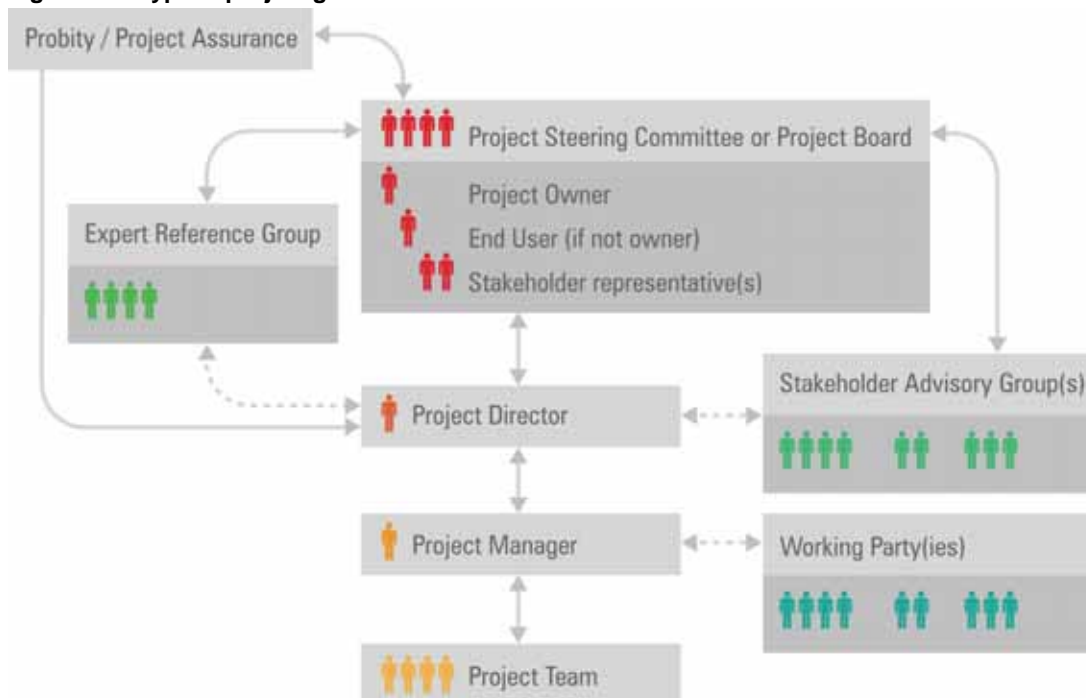 Probity / Project Assurance
Project Steering Committee or Project Board
Project Owner
End User (if not owner)
Stakeholder representative(s)
Expert Reference Group
Project Director
Stakeholder Advisory Group(s)
Project Manager
Working Party(ies)
Project Team